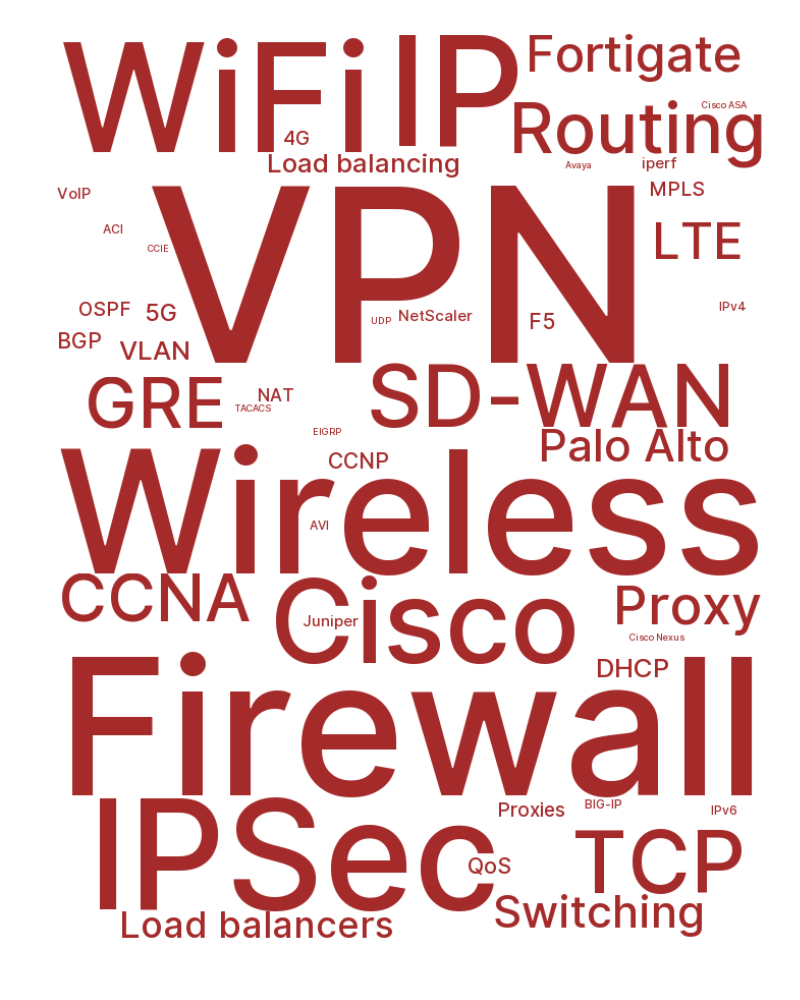 WiFi IP Fortigate
Cisco ASA
Routing
4G
Load balancing Avaya iperf
VoIP VPN MPLS
ACI
CCIE LTE
OSPF 5G UDP NetScaler F5 IPv4
BGP VLAN
GRE NAT SD-WAN
TACACS
EIGRP Palo Alto
CCNP
Wireless
AVI
CCNA Cisco Proxy
Juniper
Cisco Nexus
DHCP
Firewall
IPSec Proxies BIG-IP IPv6
QoS TCP
Load balancers Switching